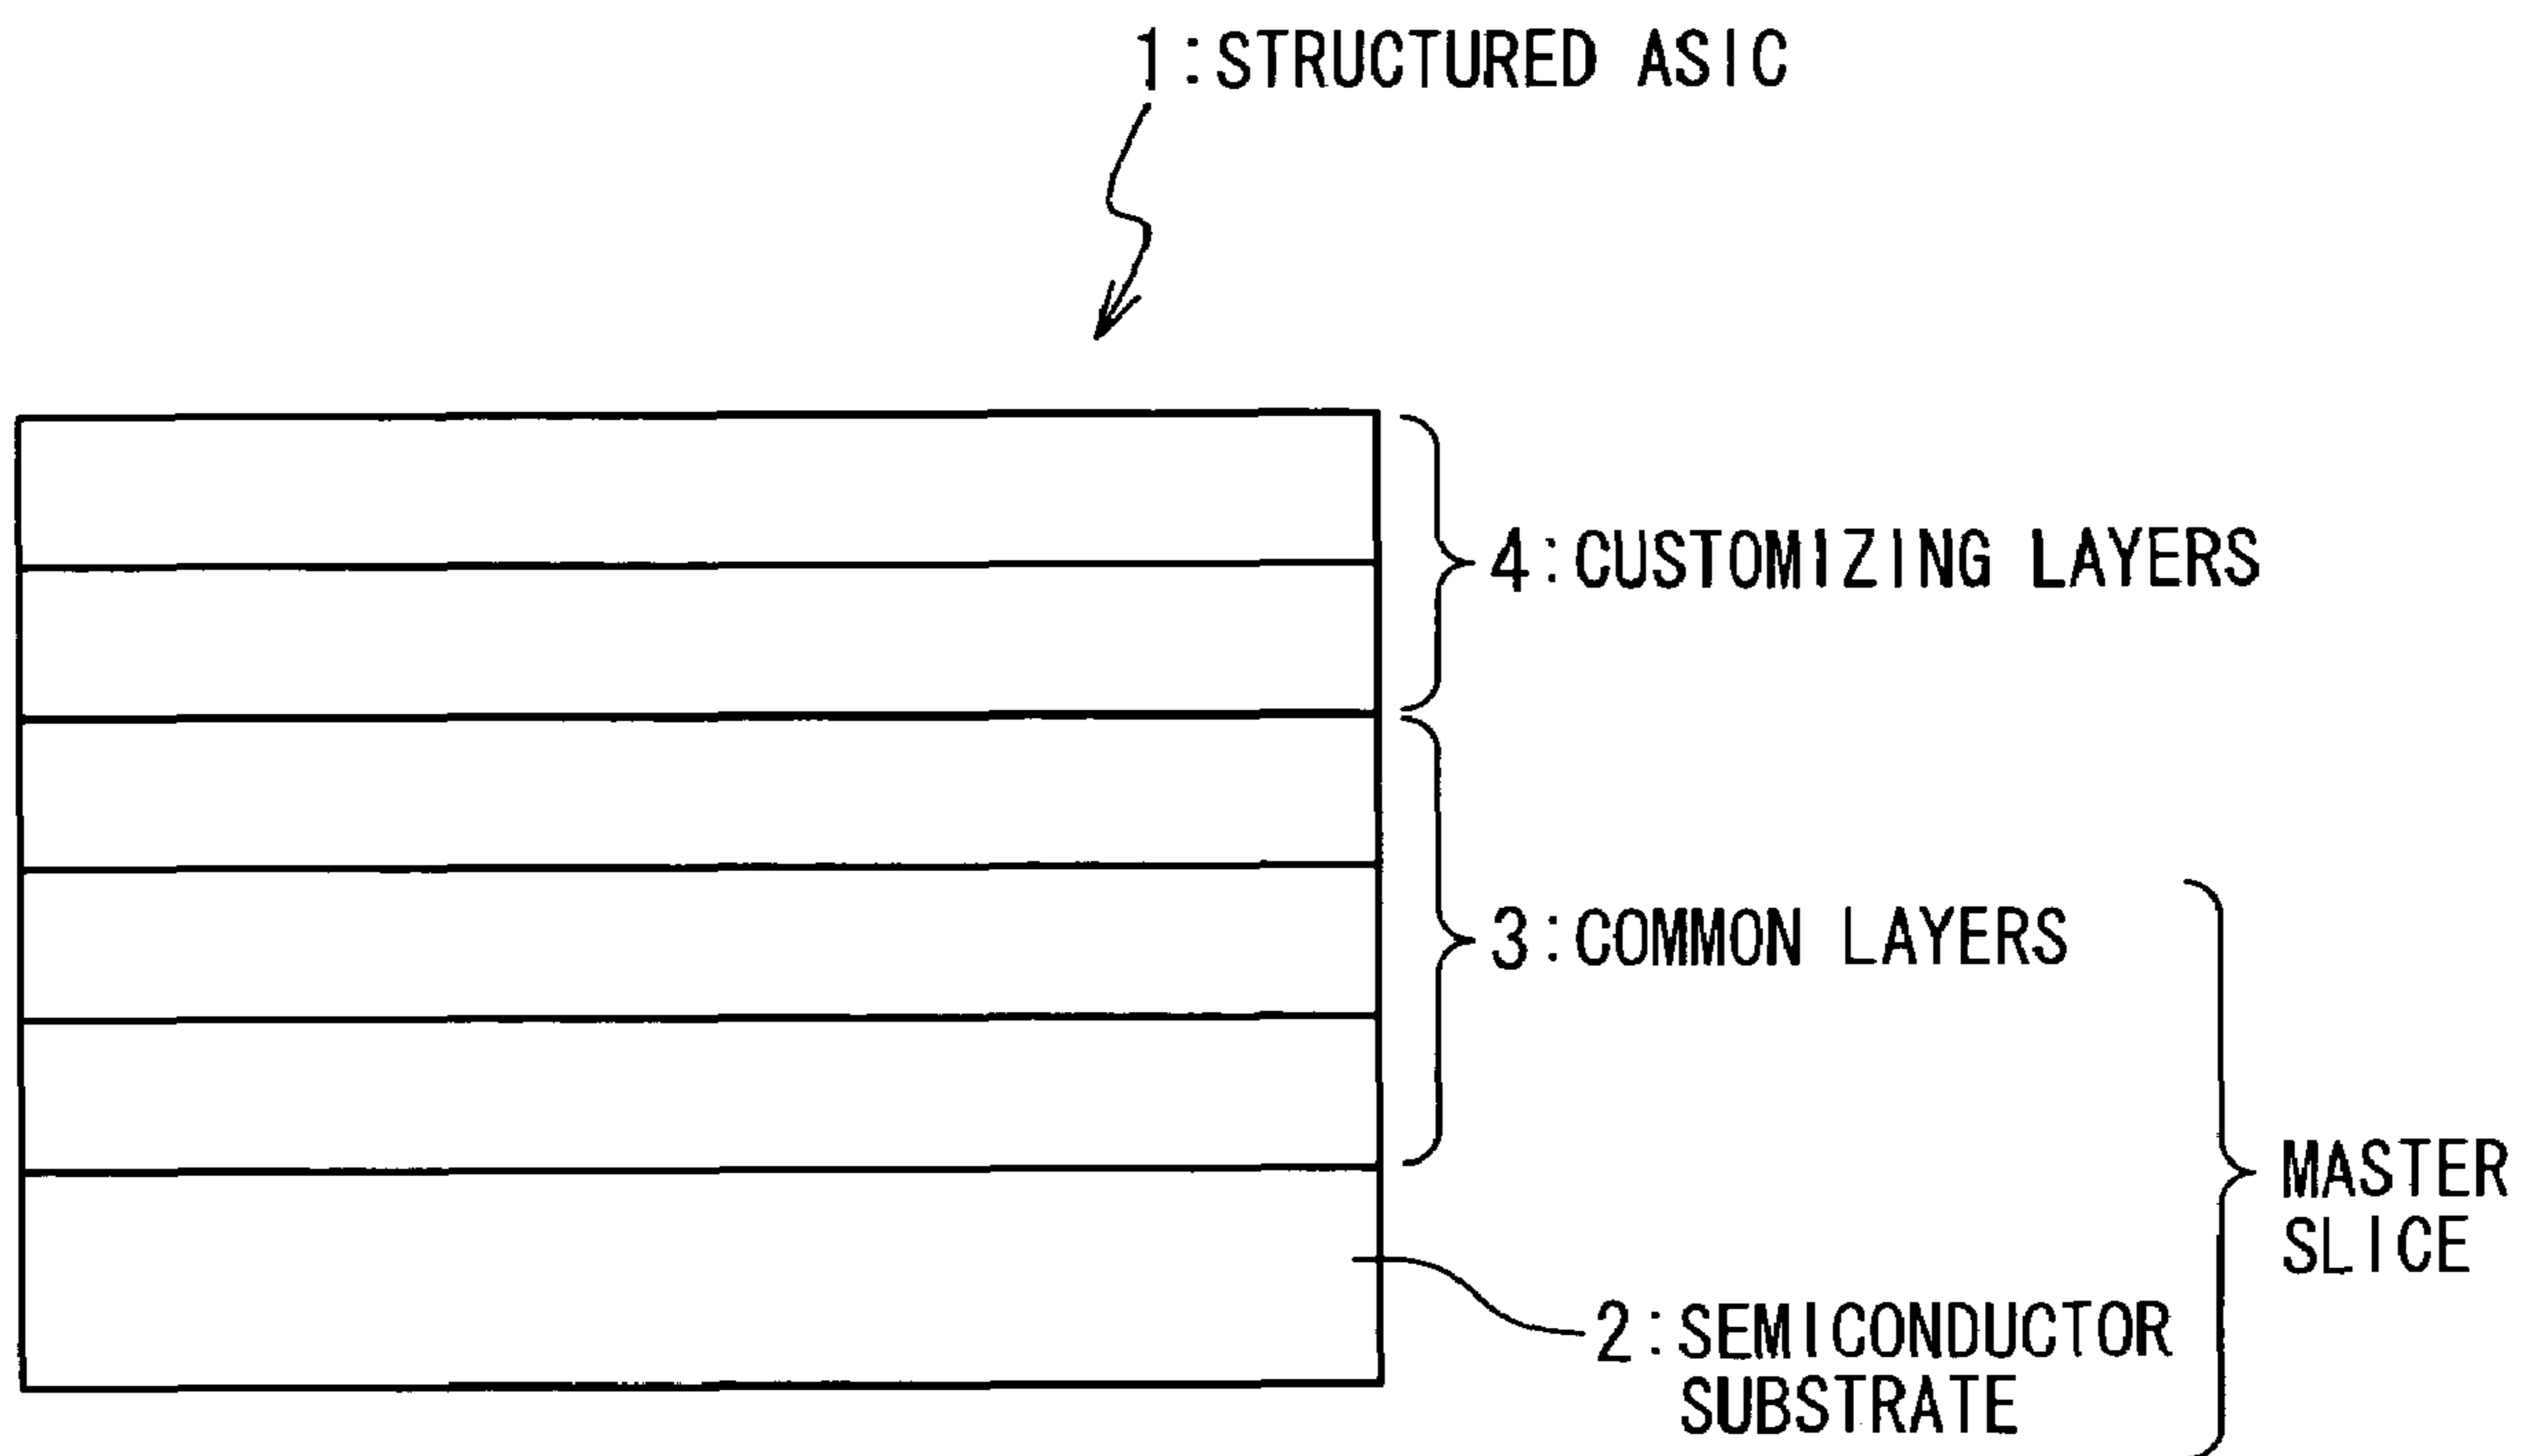 1:STRUCTURED ASIC
4:CUSTOMIZING LAYERS
3:COMMON LAYERS
MASTER
SLICE
2:SEMICONDUCTOR
SUBSTRATE